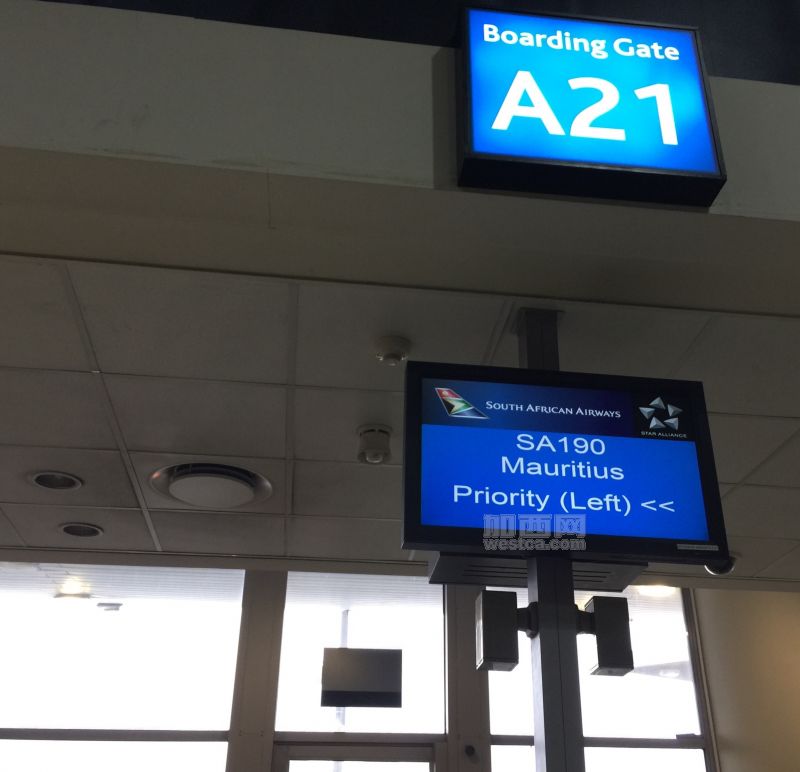 Boarding Gate
A21
SOUTH AFRICAN AIRWAYS
STAR ALLIANCE
SA190
Mauritius
Priority (Left) <<
加西网
westca.com